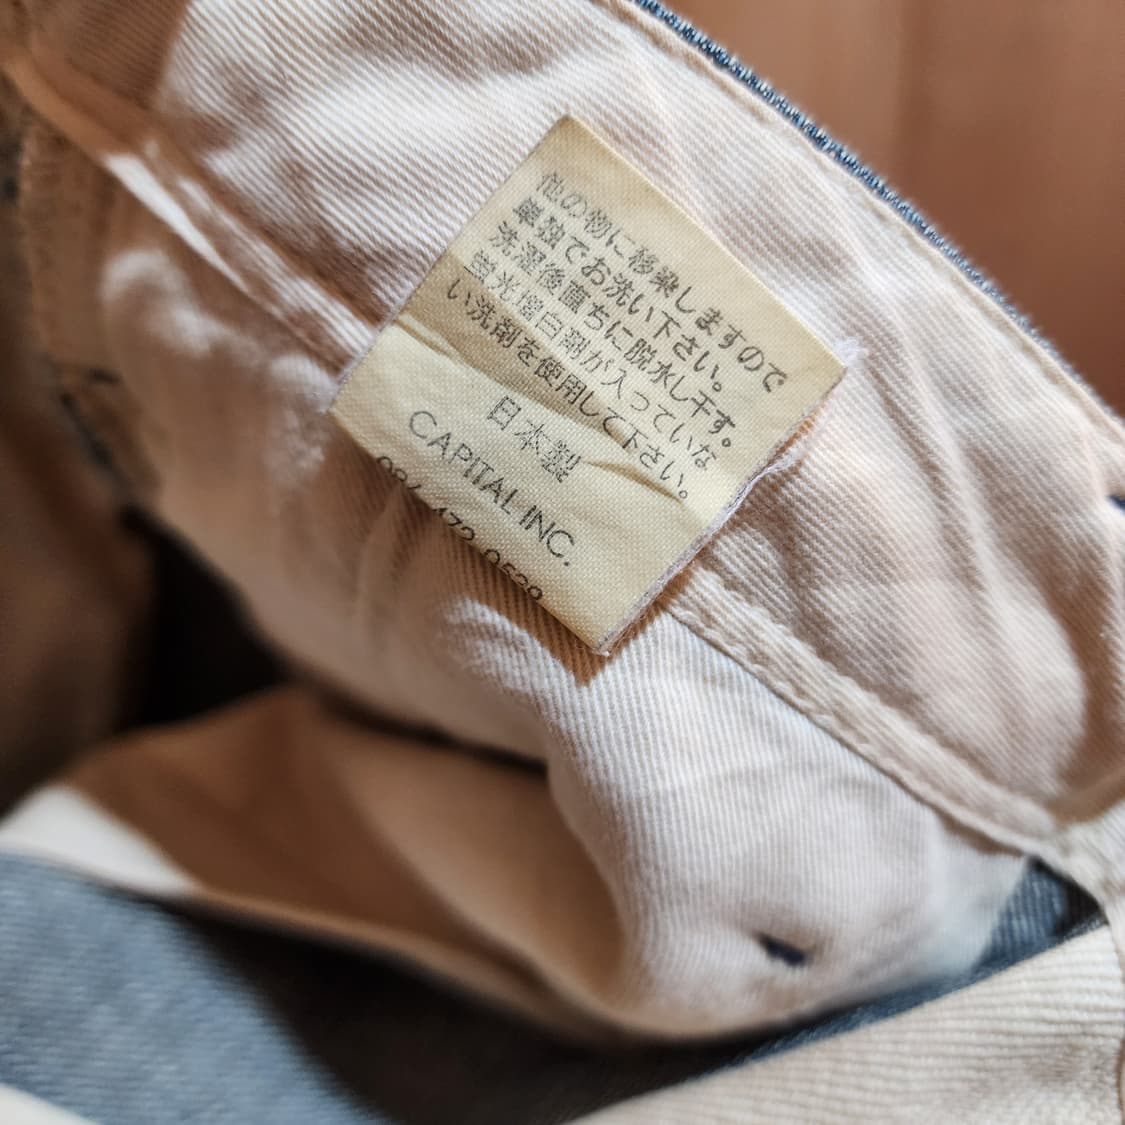 他の物に移染しますので
単独でお洗い下さい。
洗濯後直ちに脱水し干す。
蛍光増白剤が入っていな
い洗剤を使用して下さい。
日本製
CAPITAL INC.
086-472-0539